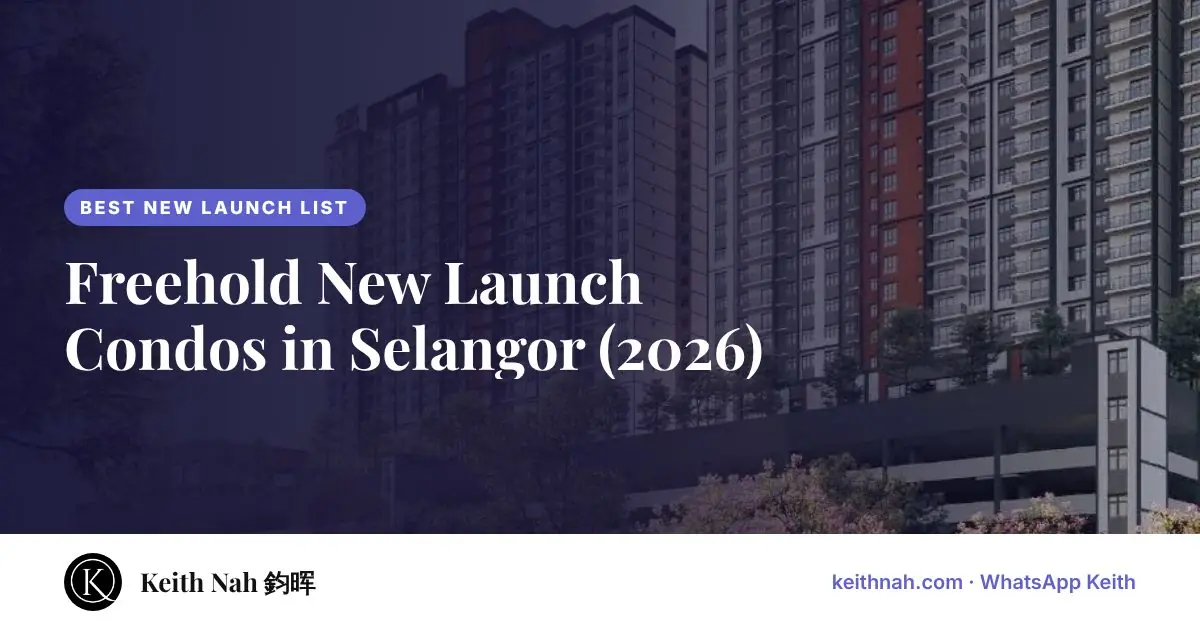 BEST NEW LAUNCH LIST
Freehold New Launch
Condos in Selangor (2026)
K
Keith Nah 鈞晖
keithnah.com · WhatsApp Keith